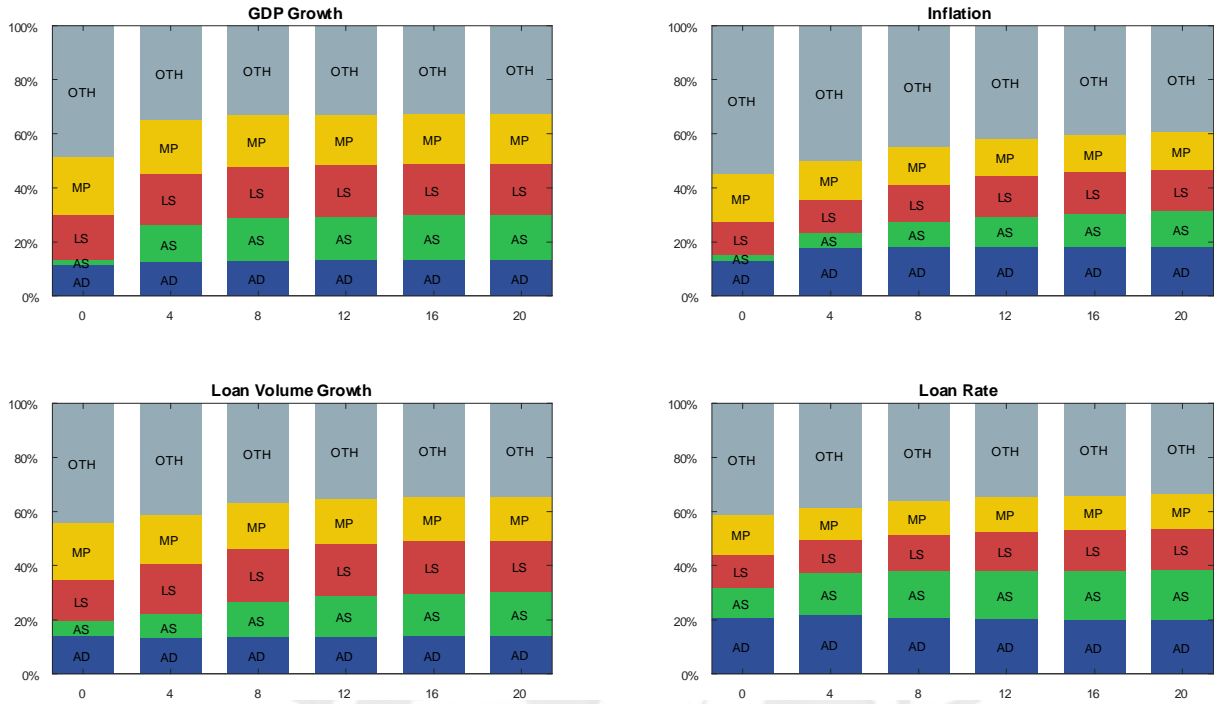 GDP Growth
100%
80%
60%
40%
20%
0%
OTH OTH OTH OTH OTH OTH
MP MP MP MP MP MP
LS LS LS LS LS LS
AS AS AS AS AS AS
AD AD AD AD AD AD
0 4 8 12 16 20
Inflation
100%
80%
60%
40%
20%
0%
OTH OTH OTH OTH OTH OTH
MP MP MP MP MP MP
LS LS LS LS LS LS
AS AS AS AS AS AS
AD AD AD AD AD AD
0 4 8 12 16 20
Loan Volume Growth
100%
80%
60%
40%
20%
0%
OTH OTH OTH OTH OTH OTH
MP MP MP MP MP MP
LS LS LS LS LS LS
AS AS AS AS AS AS
AD AD AD AD AD AD
0 4 8 12 16 20
Loan Rate
100%
80%
60%
40%
20%
0%
OTH OTH OTH OTH OTH OTH
MP MP MP MP MP MP
LS LS LS LS LS LS
AS AS AS AS AS AS
AD AD AD AD AD AD
0 4 8 12 16 20